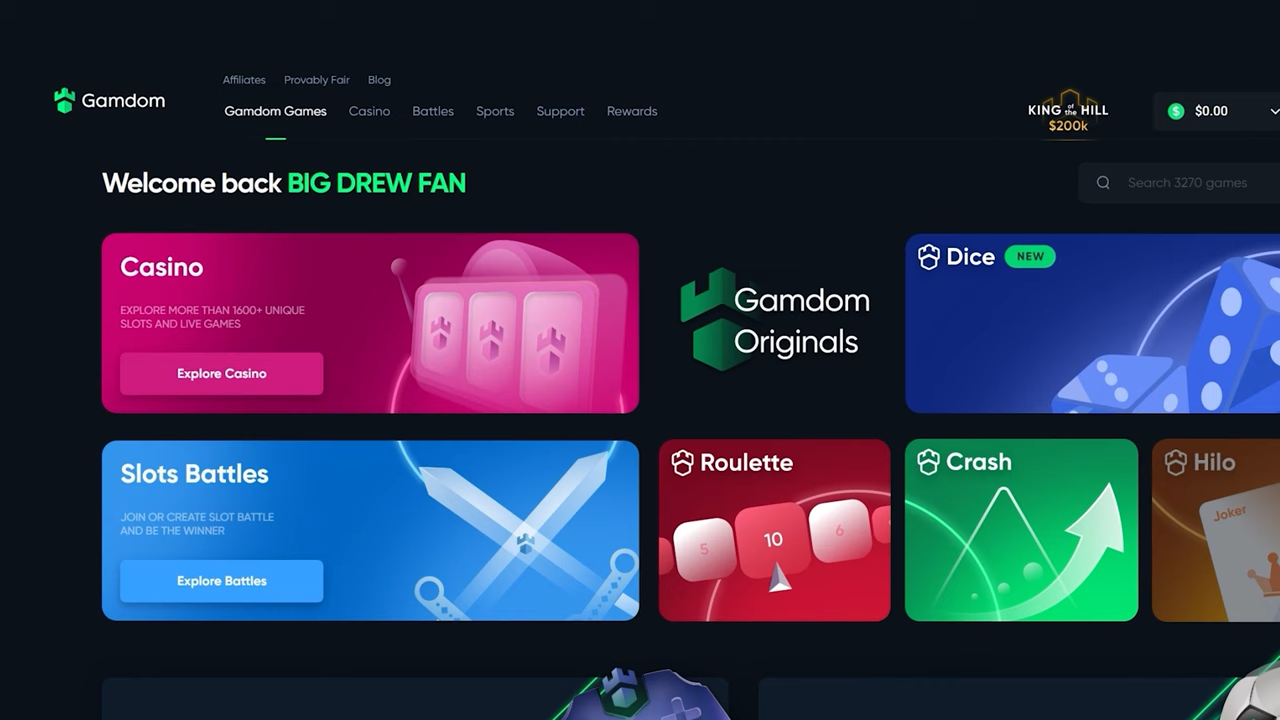 Affiliates Provably Fair Blog
Gamdom
Gamdom Games Casino Battles Sports Support Rewards
KING of the HILL
$200k
$ $0.00
Welcome back BIG DREW FAN
Search 3270 games
Casino
EXPLORE MORE THAN 1600+ UNIQUE
SLOTS AND LIVE GAMES
Explore Casino
Gamdom
Originals
Dice NEW
Slots Battles
JOIN OR CREATE SLOT BATTLE
AND BE THE WINNER
Explore Battles
Roulette
5 10 6
Crash
Hilo
Joker